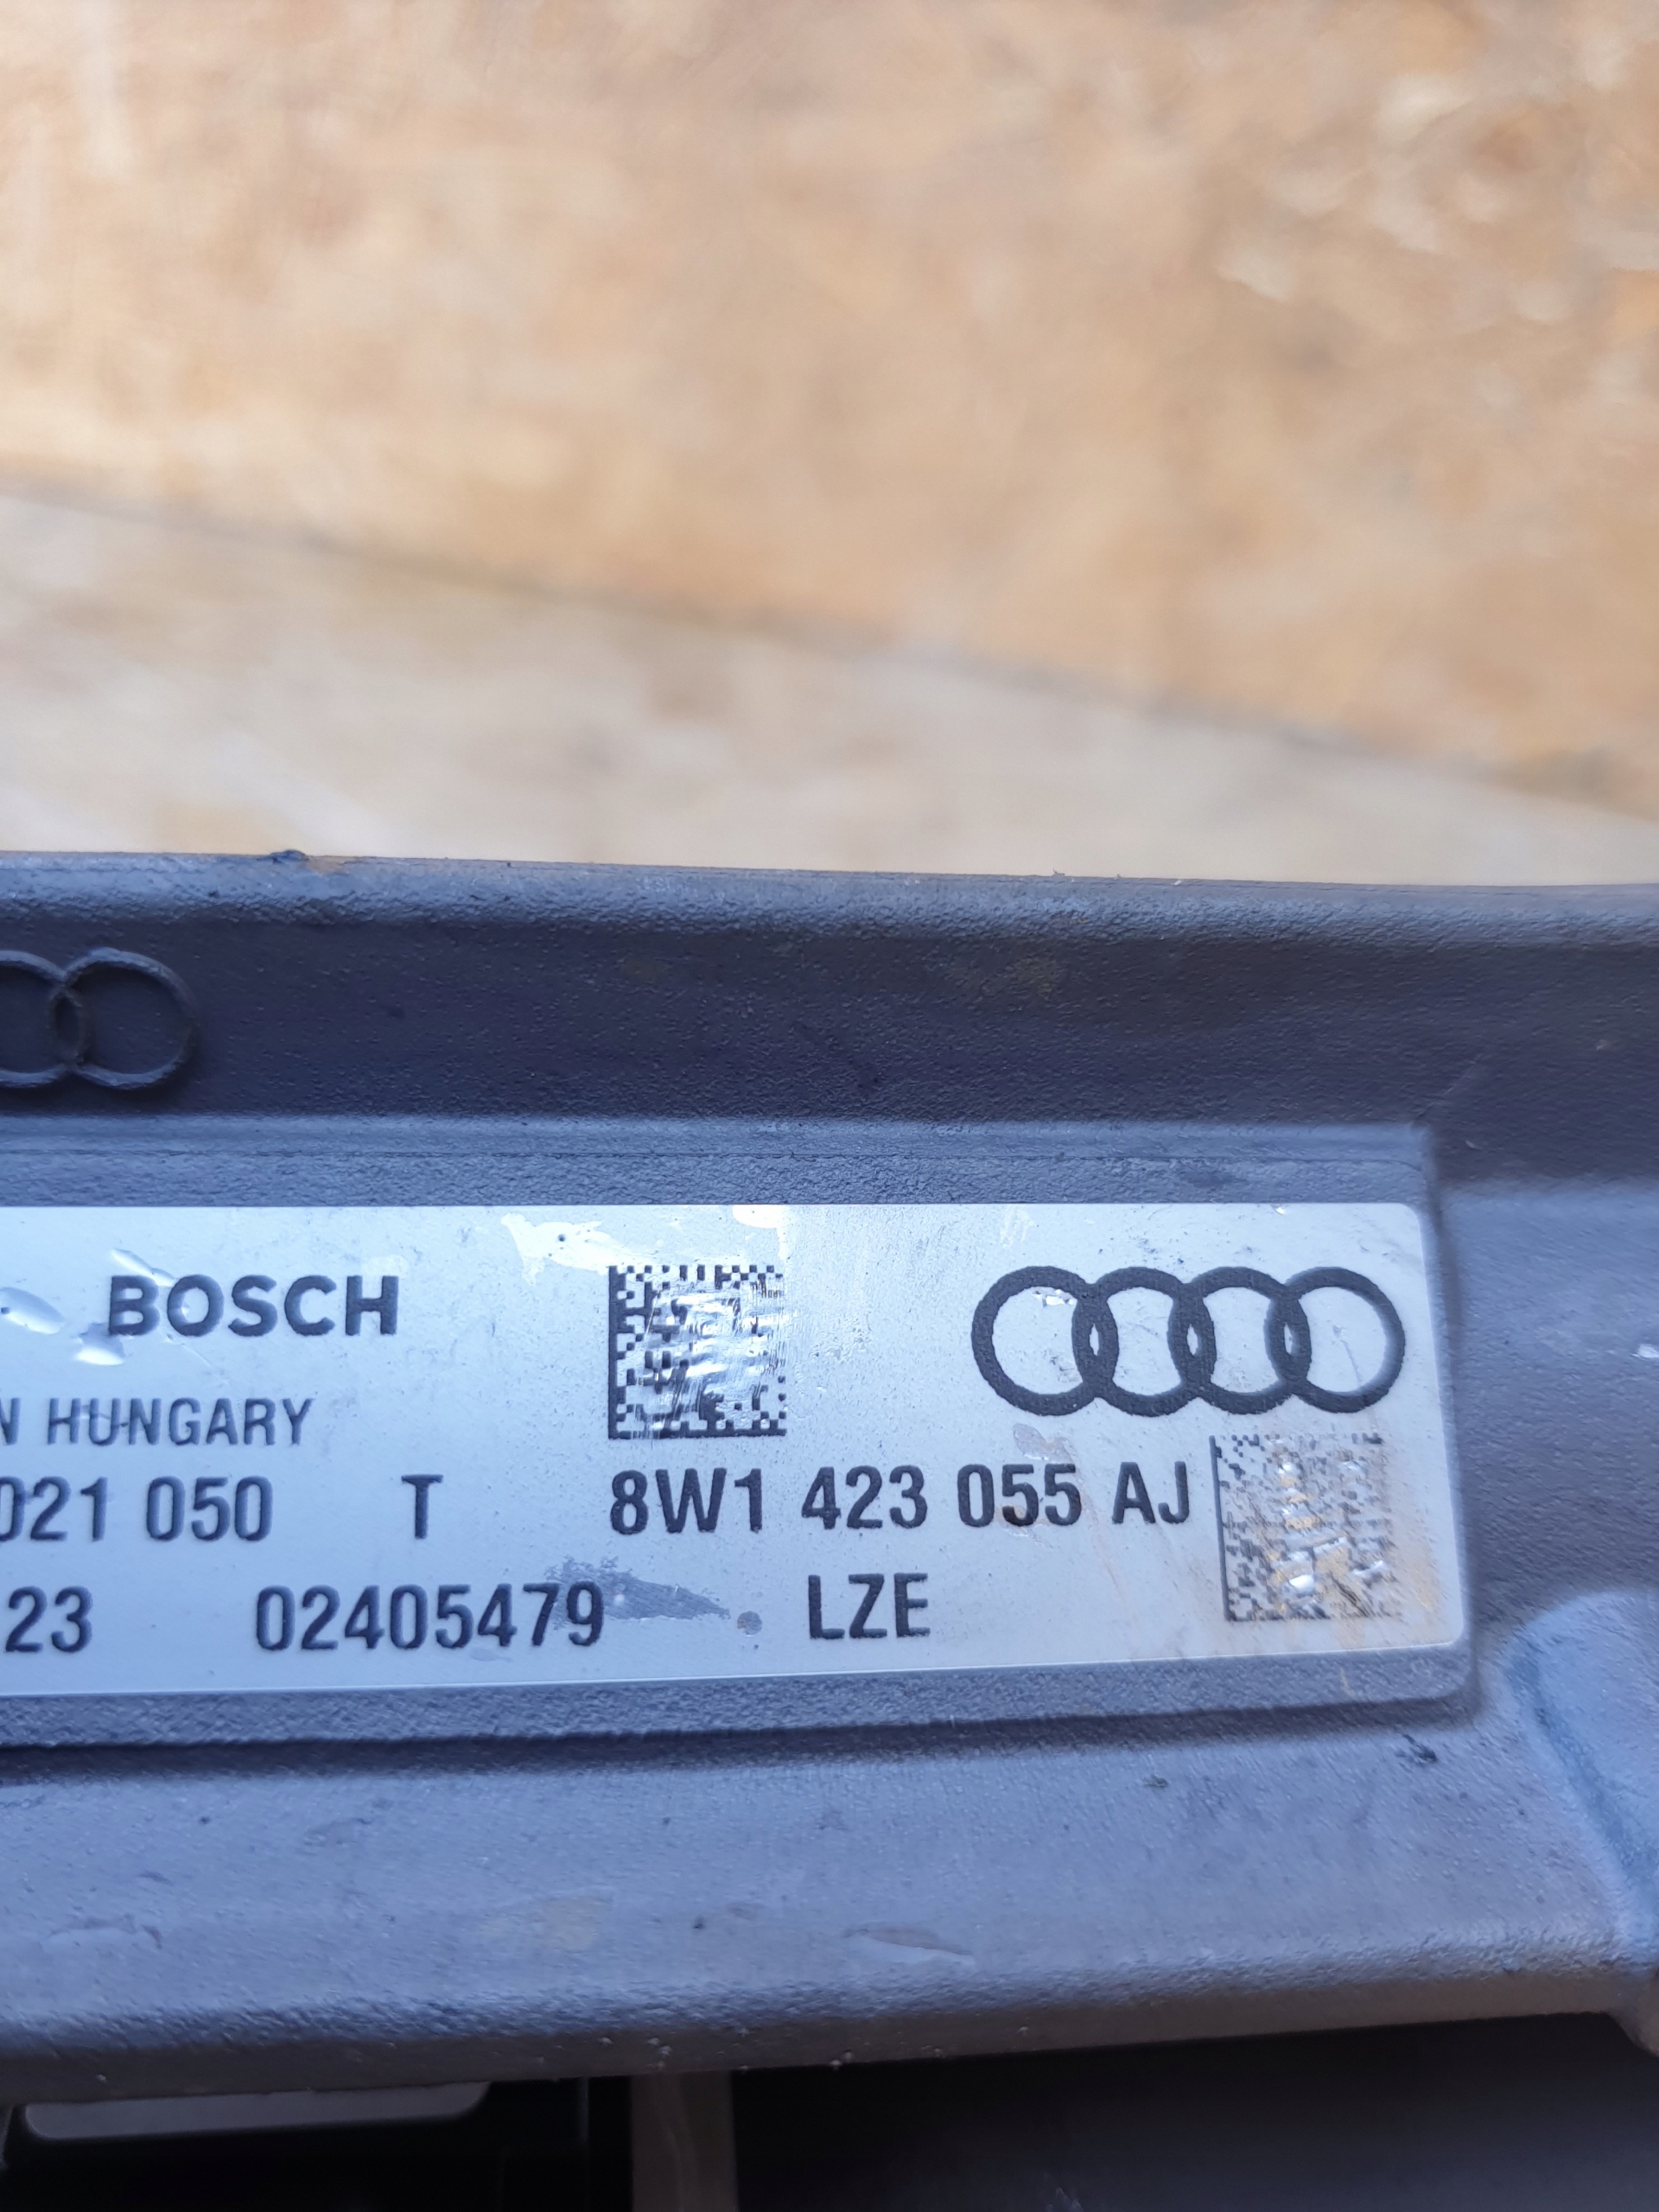 BOSCH
N HUNGARY
021 050 T 8W1 423 055 AJ
23 02405479 LZE